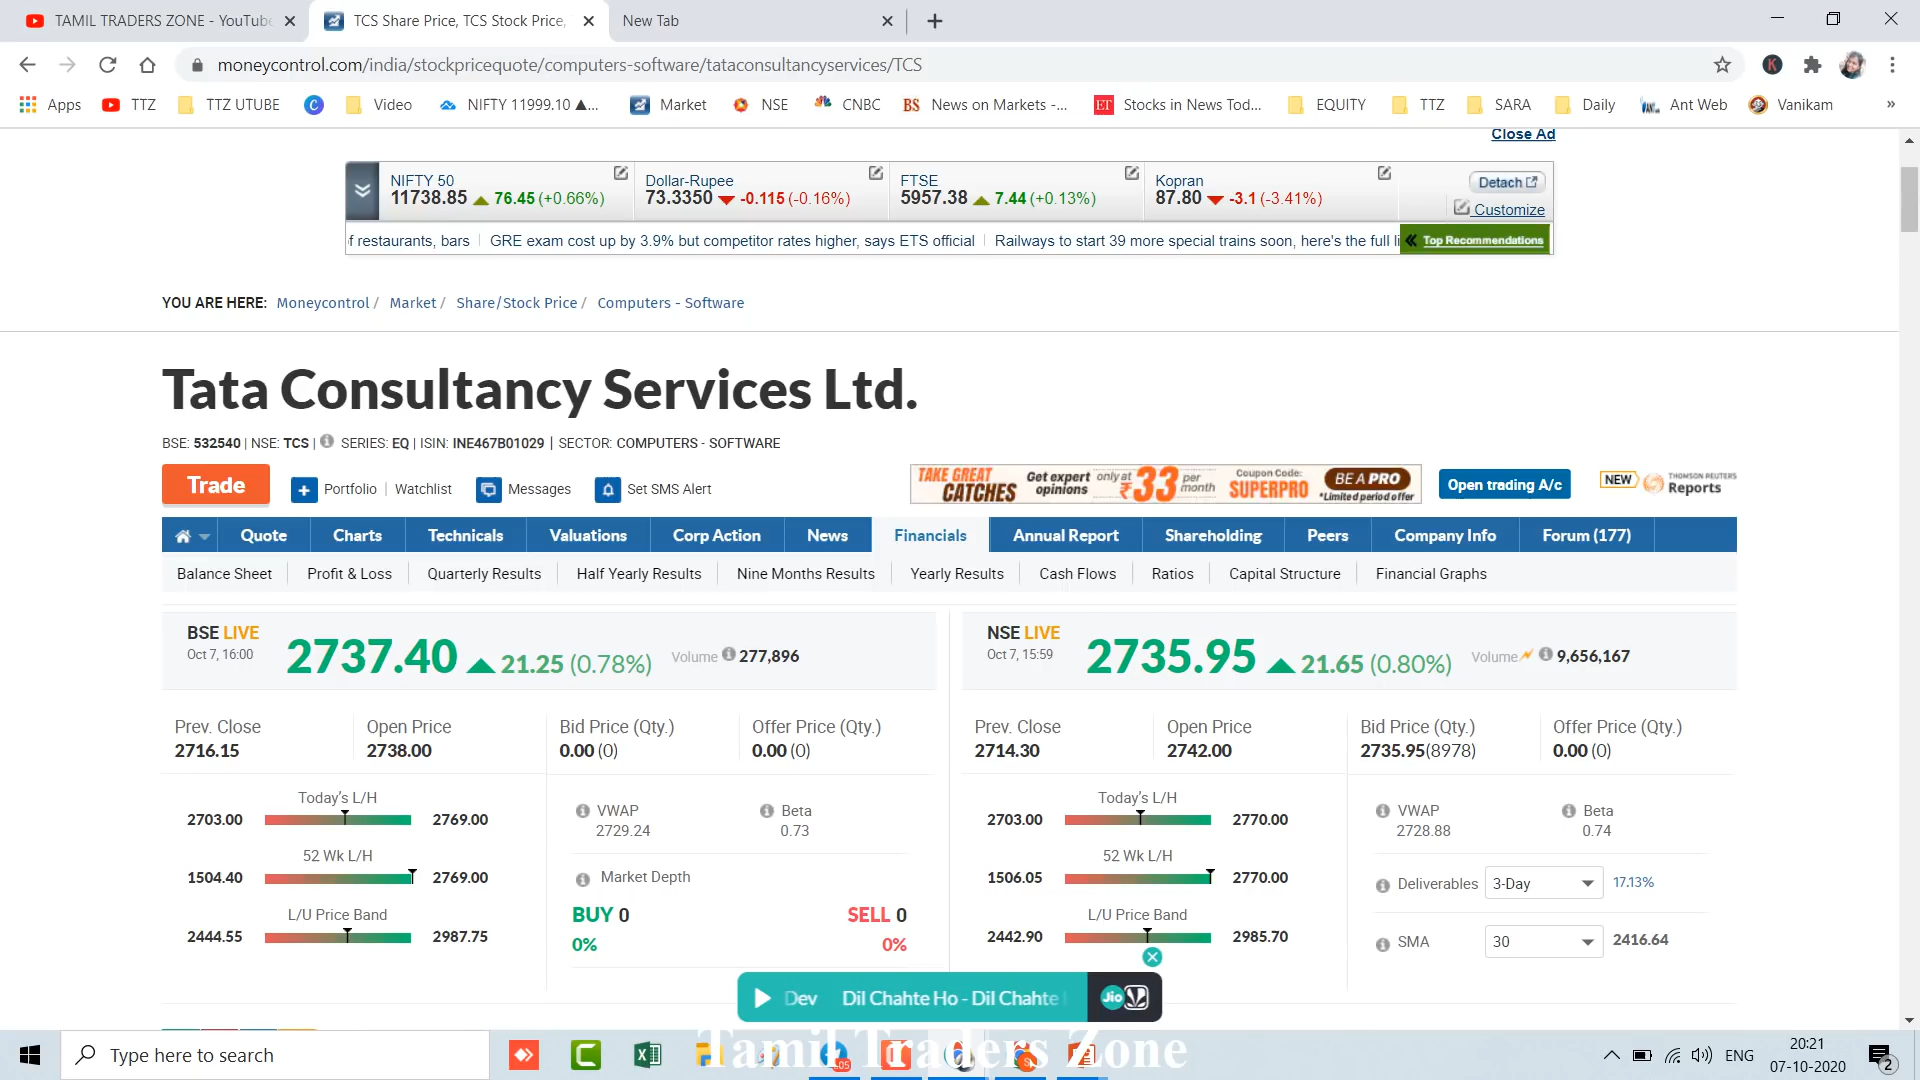 TAMIL TRADERS ZONE - YouTube
TCS Share Price, TCS Stock Price,
New Tab
moneycontrol.com/india/stockpricequote/computers-software/tataconsultancyservices/TCS
K
Apps TTZ TTZ UTUBE C Video NIFTY 11999.10 ▲... Market NSE CNBC BS News on Markets -... ET Stocks in News Tod... EQUITY TTZ SARA Daily Ant Web Vanikam »
Close Ad
NIFTY 50 Dollar-Rupee FTSE Kopran
11738.85 ▲ 76.45 (+0.66%) 73.3350 ▼ -0.115 (-0.16%) 5957.38 ▲ 7.44 (+0.13%) 87.80 ▼ -3.1 (-3.41%)
Detach
Customize
f restaurants, bars | GRE exam cost up by 3.9% but competitor rates higher, says ETS official | Railways to start 39 more special trains soon, here's the full li
Top Recommendations
YOU ARE HERE: Moneycontrol / Market / Share/Stock Price / Computers - Software
Tata Consultancy Services Ltd.
BSE: 532540 | NSE: TCS | SERIES: EQ | ISIN: INE467B01029 | SECTOR: COMPUTERS - SOFTWARE
Trade
Portfolio | Watchlist Messages Set SMS Alert
TAKE GREAT CATCHES
Get expert opinions
only at ₹33 per month
Coupon Code: SUPERPRO
BE A PRO
*Limited period offer
Open trading A/c
NEW THOMSON REUTERS Reports
Quote Charts Technicals Valuations Corp Action News Financials Annual Report Shareholding Peers Company Info Forum (177)
Balance Sheet Profit & Loss Quarterly Results Half Yearly Results Nine Months Results Yearly Results Cash Flows Ratios Capital Structure Financial Graphs
BSE LIVE
Oct 7, 16:00
2737.40 ▲ 21.25 (0.78%)
Volume 277,896
Prev. Close Open Price Bid Price (Qty.) Offer Price (Qty.)
2716.15 2738.00 0.00 (0) 0.00 (0)
Today's L/H
2703.00 2769.00
52 Wk L/H
1504.40 2769.00
L/U Price Band
2444.55 2987.75
VWAP Beta
2729.24 0.73
Market Depth
BUY 0 SELL 0
0% 0%
NSE LIVE
Oct 7, 15:59
2735.95 ▲ 21.65 (0.80%)
Volume 9,656,167
Prev. Close Open Price Bid Price (Qty.) Offer Price (Qty.)
2714.30 2742.00 2735.95(8978) 0.00 (0)
Today's L/H
2703.00 2770.00
52 Wk L/H
1506.05 2770.00
L/U Price Band
2442.90 2985.70
VWAP Beta
2728.88 0.74
Deliverables 3-Day 17.13%
SMA 30 2416.64
Dev Dil Chahte Ho - Dil Chahte
Jio
Type here to search
Tamil Traders Zone
ENG
20:21
07-10-2020
2